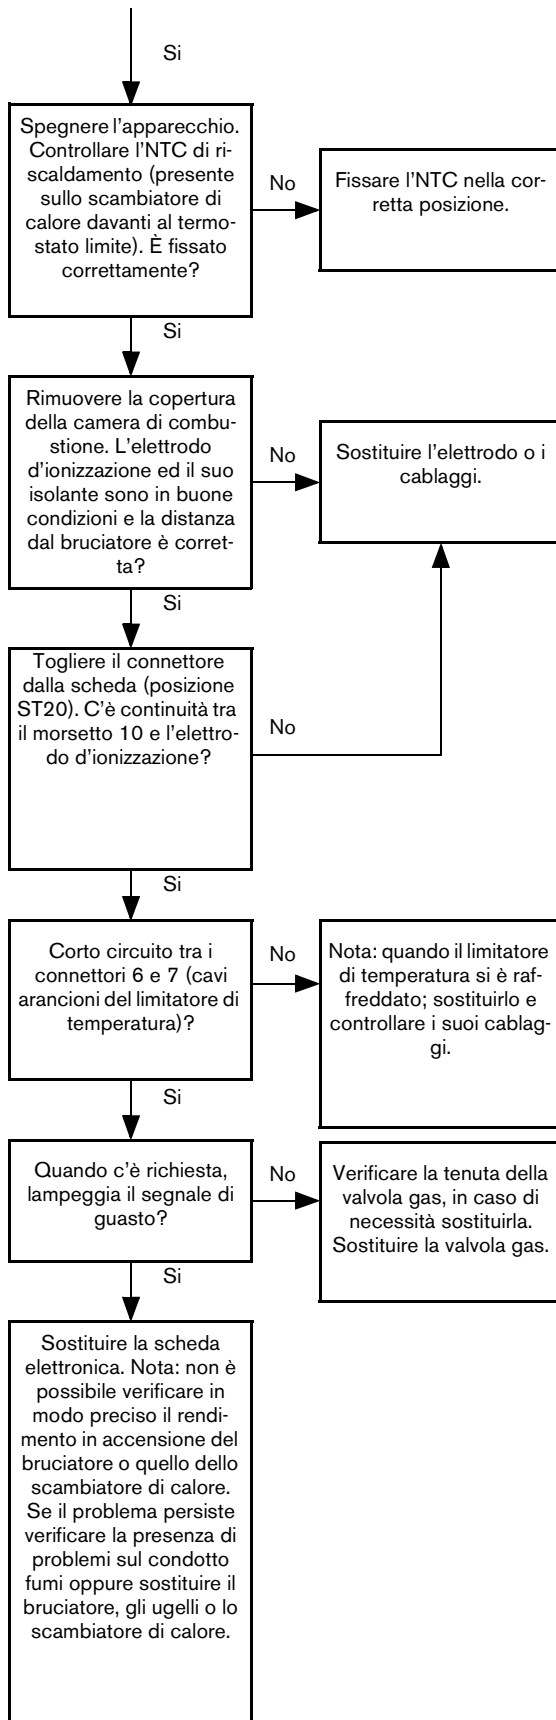 Si
Spegnere l'apparecchio.
Controllare l'NTC di ri-
scaldamento (presente
sullo scambiatore di
calore davanti al termo-
stato limite). È fissato
correttamente?
No
Fissare l'NTC nella cor-
retta posizione.
Si
Rimuovere la copertura
della camera di combu-
stione. L'elettrodo
d'ionizzazione ed il suo
isolante sono in buone
condizioni e la distanza
dal bruciatore è corret-
ta?
No
Sostituire l'elettrodo o i
cablaggi.
Si
Togliere il connettore
dalla scheda (posizione
ST20). C'è continuità tra
il morsetto 10 e l'elettro-
do d'ionizzazione?
No
Si
Corto circuito tra i
connettori 6 e 7 (cavi
arancioni del limitatore di
temperatura)?
No
Nota: quando il limitatore
di temperatura si è raf-
freddato; sostituirlo e
controllare i suoi cablag-
gi.
Si
Quando c'è richiesta,
lampeggia il segnale di
guasto?
No
Verificare la tenuta della
valvola gas, in caso di
necessità sostituirla.
Sostituire la valvola gas.
Si
Sostituire la scheda
elettronica. Nota: non è
possibile verificare in
modo preciso il rendi-
mento in accensione del
bruciatore o quello dello
scambiatore di calore.
Se il problema persiste
verificare la presenza di
problemi sul condotto
fumi oppure sostituire il
bruciatore, gli ugelli o lo
scambiatore di calore.